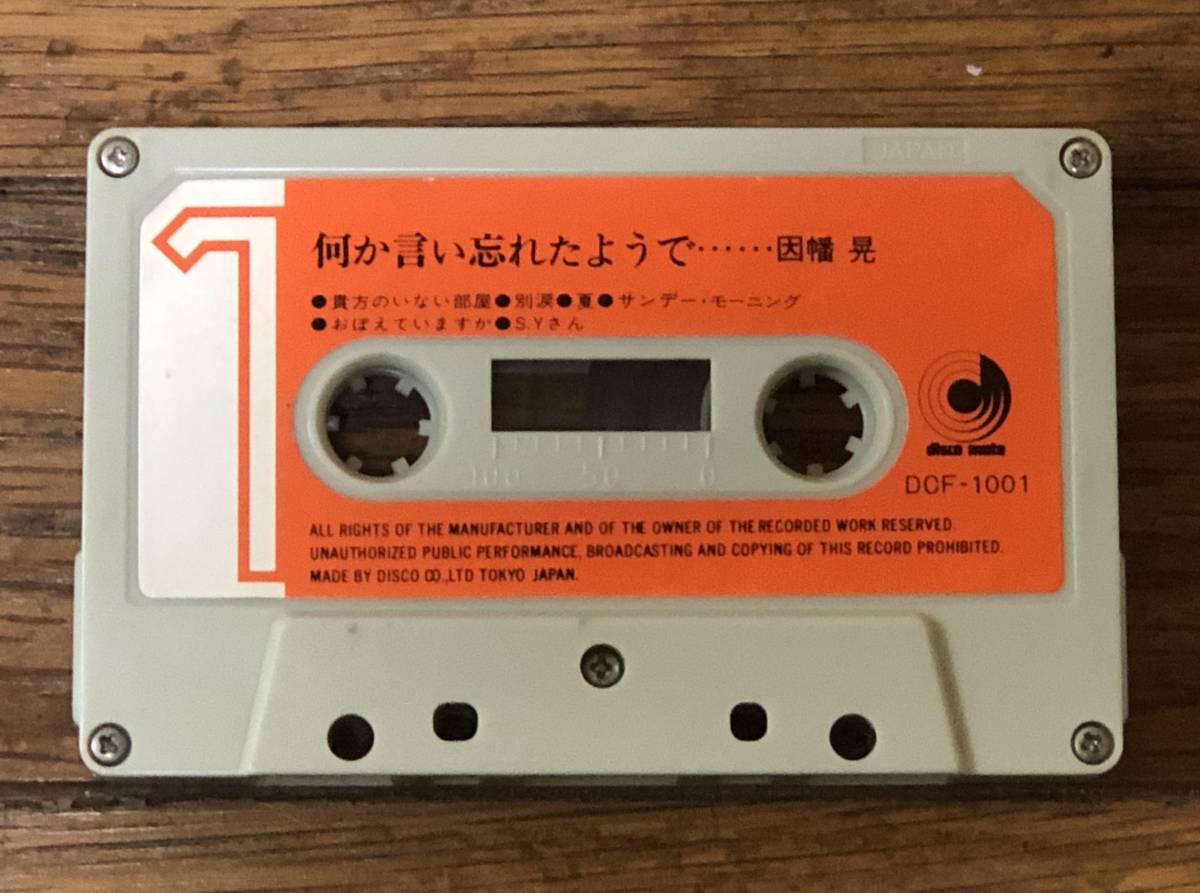 JAPAN
1
何か言い忘れたようで……因幡 晃
●貴方のいない部屋●別涙●夏●サンデー・モーニング
●おぼえていますか●S.Yさん
disco mate
100 50 0
DCF-1001
ALL RIGHTS OF THE MANUFACTURER AND OF THE OWNER OF THE RECORDED WORK RESERVED.
UNAUTHORIZED PUBLIC PERFORMANCE, BROADCASTING AND COPYING OF THIS RECORD PROHIBITED.
MADE BY DISCO CO.,LTD TOKYO JAPAN.